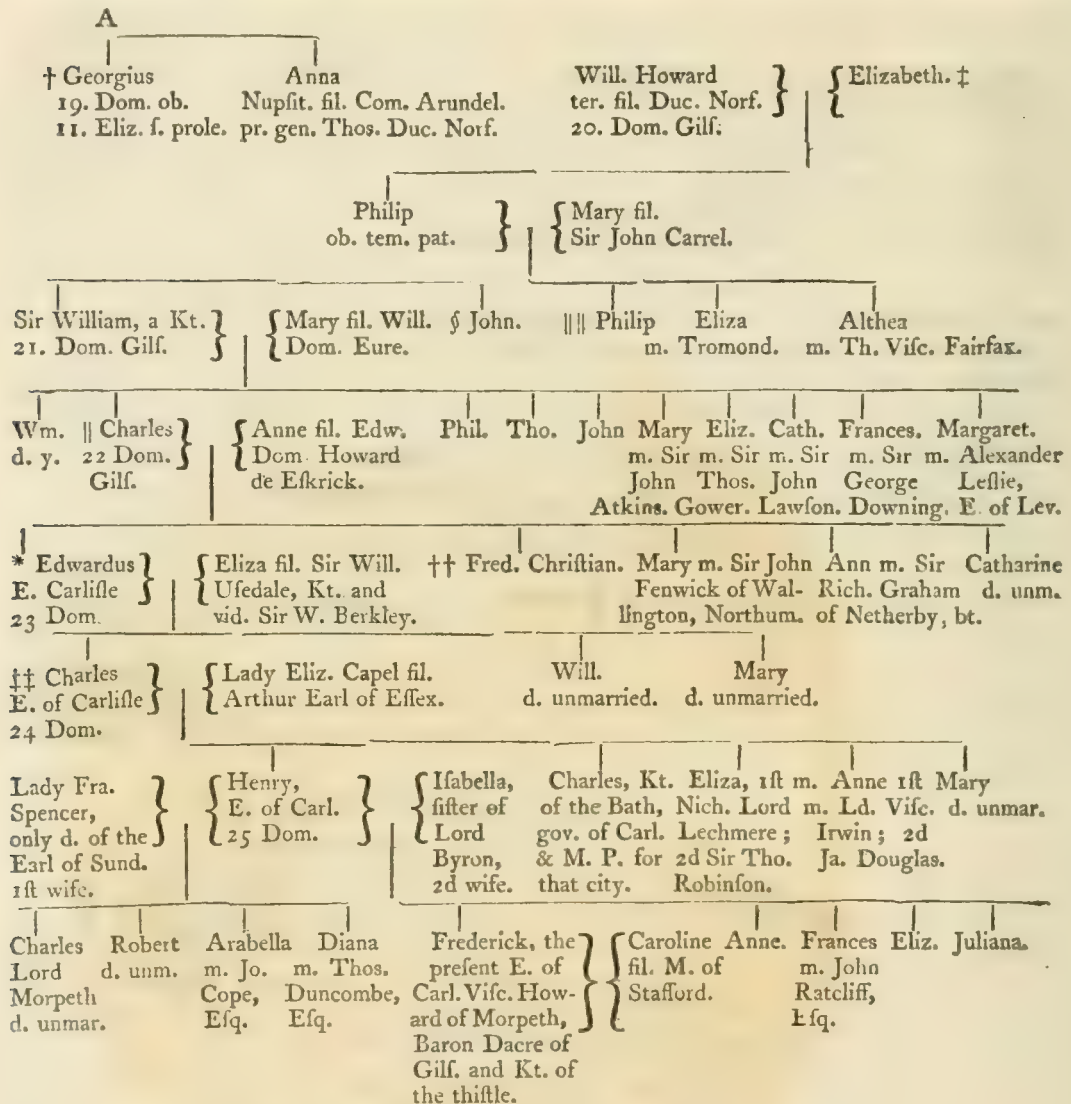 A
† Georgius Anna Will. Howard Elizabeth. ‡
19. Dom. ob. Nupſit. fil. Com. Arundel. ter. fil. Duc. Norf.
11. Eliz. ſ. prole. pr. gen. Thos. Duc. Norf. 20. Dom. Gilſ.
Philip Mary fil.
ob. tem. pat. Sir John Carrel.
Sir William, a Kt. Mary fil. Will. § John. |||| Philip Eliza Althea
21. Dom. Gilſ. Dom. Eure. m. Tromond. m. Th. Viſc. Fairfax.
Wm. || Charles Anne fil. Edw. Phil. Tho. John Mary Eliz. Cath. Frances. Margaret.
d. y. 22 Dom. Dom. Howard m. Sir m. Sir m. Sir m. Sir m. Alexander
Gilſ. de Eſkrick. John Thos. John George Leſlie,
Atkins. Gower. Lawſon. Downing. E. of Lev.
* Edwardus Eliza fil. Sir Will. †† Fred. Chriſtian. Mary m. Sir John Ann m. Sir Catharine
E. Carliſle Uſedale, Kt. and Fenwick of Wal- Rich. Graham d. unm.
23 Dom. vid. Sir W. Berkley. lington, Northum. of Netherby, bt.
‡‡ Charles Lady Eliz. Capel fil. Will. Mary
E. of Carliſle Arthur Earl of Eſſex. d. unmarried. d. unmarried.
24 Dom.
Lady Fra. Henry, Iſabella, Charles, Kt. Eliza, 1ſt m. Anne 1ſt Mary
Spencer, E. of Carl. ſiſter of of the Bath, Nich. Lord m. Ld. Viſc. d. unmar.
only d. of the 25 Dom. Lord gov. of Carl. Lechmere; Irwin; 2d
Earl of Sund. Byron, & M. P. for 2d Sir Tho. Ja. Douglas.
1ſt wife. 2d wife. that city. Robinſon.
Charles Robert Arabella Diana Frederick, the Caroline Anne. Frances Eliz. Juliana.
Lord d. unm. m. Jo. m. Thos. preſent E. of fil. M. of m. John
Morpeth Cope, Duncombe, Carl. Viſc. How- Stafford. Ratcliff,
d. unmar. Eſq. Eſq. ard of Morpeth, Eſq.
Baron Dacre of
Gilſ. and Kt. of
the thiſtle.